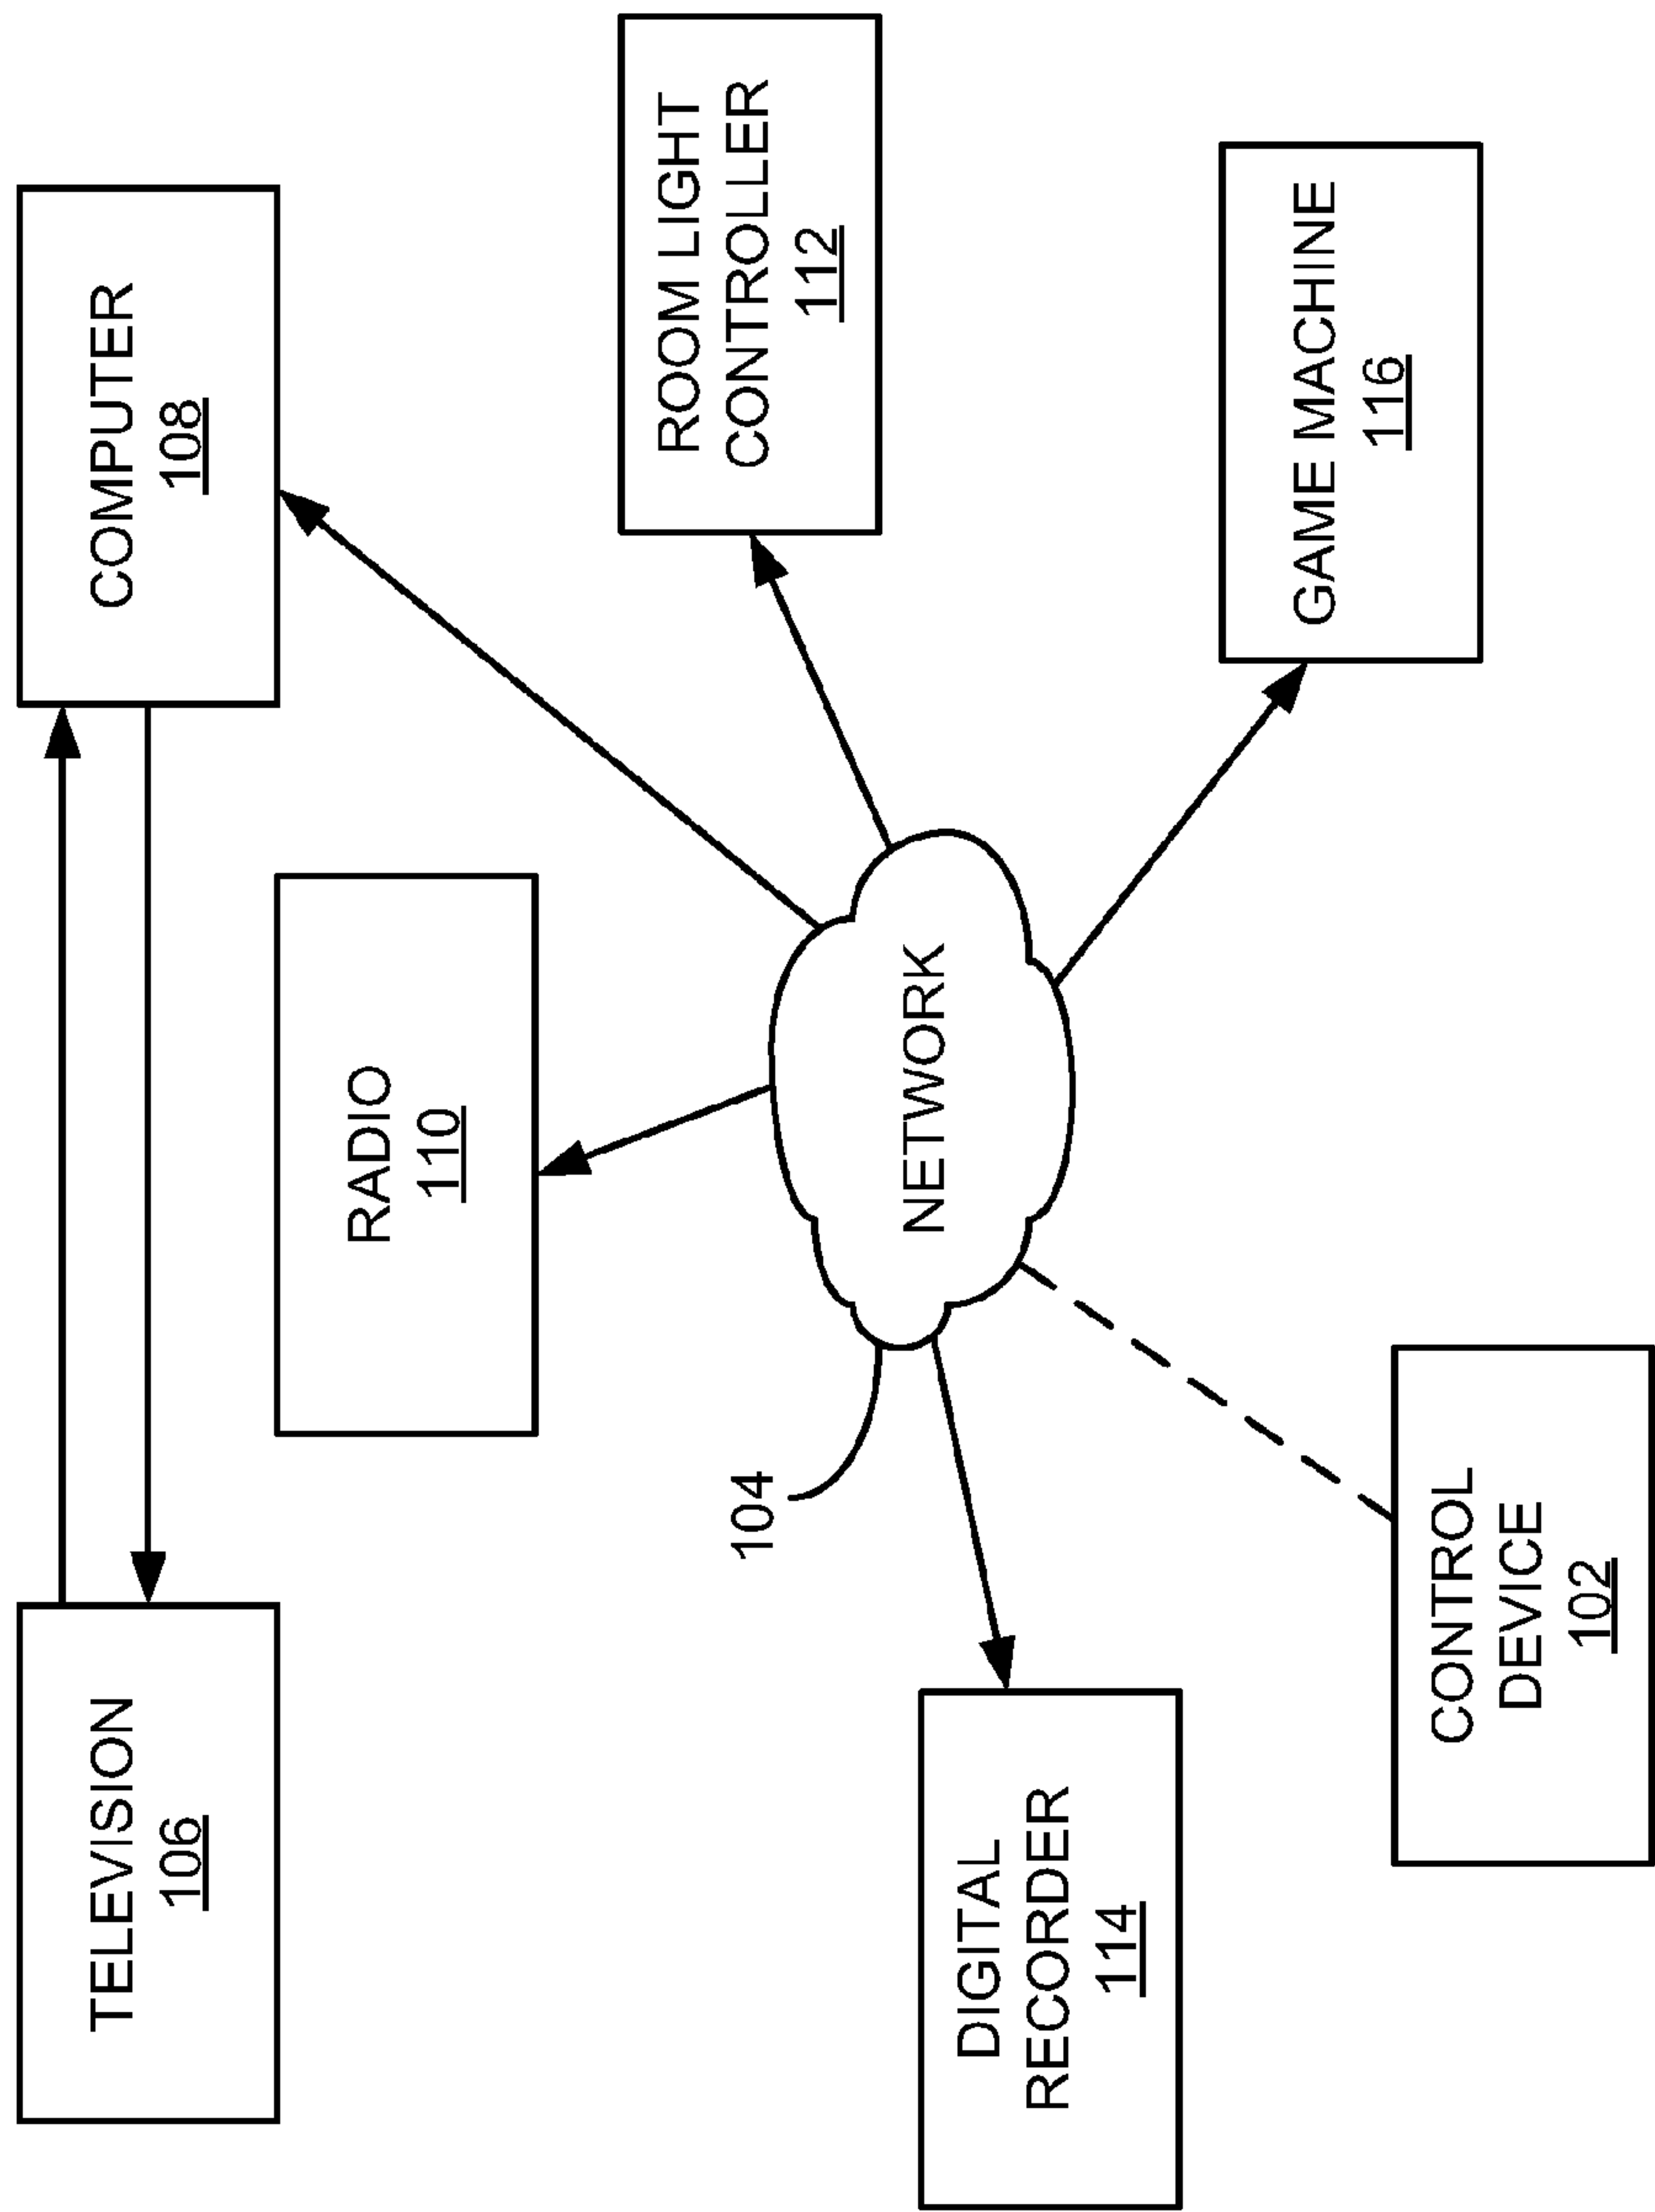 TELEVISION
106
COMPUTER
108
RADIO
110
ROOM LIGHT
CONTROLLER
112
104
NETWORK
DIGITAL
RECORDER
114
GAME MACHINE
116
CONTROL
DEVICE
102